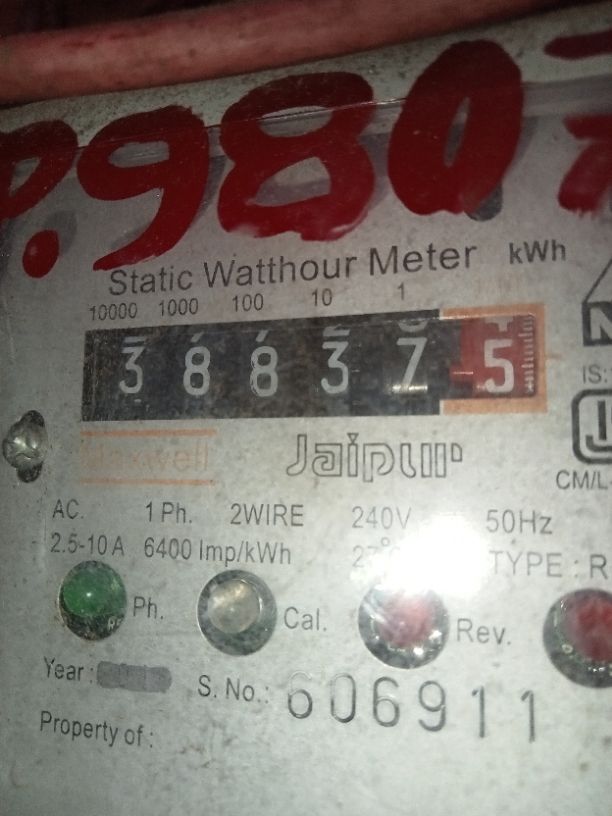 P.980
Static Watthour Meter kWh
10000 1000 100 10 1
3 8 8 3 7 5
Maxwell Jaipur
IS:
CM/L-
AC. 1 Ph. 2WIRE 240V 50Hz
2.5-10 A 6400 Imp/kWh TYPE : R
Ph. Cal. Rev.
Year : S. No.: 606911
Property of :